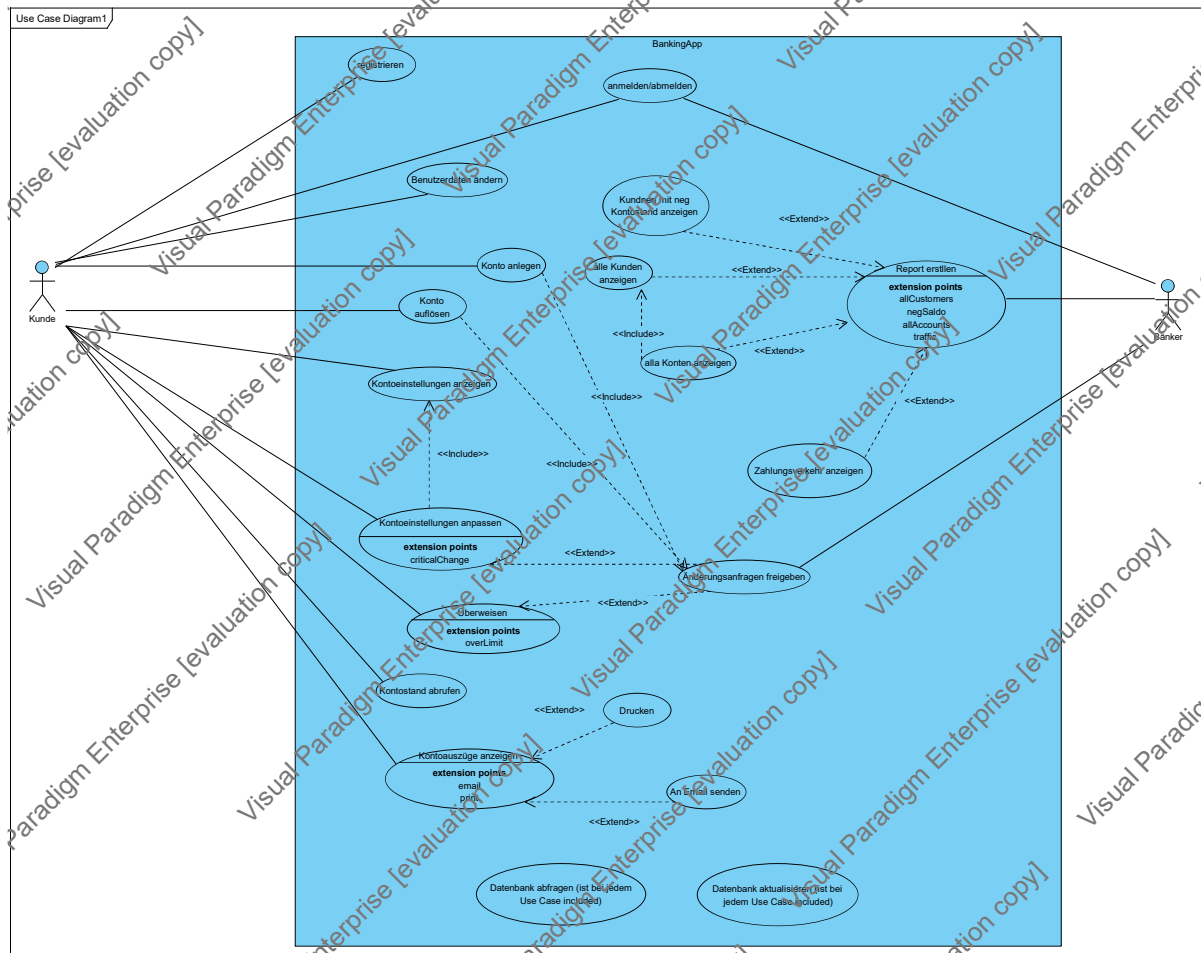 Use Case Diagram1
BankingApp
registrieren
anmelden/abmelden
Benutzerdaten ändern
Kundnen mit neg
Kontostand anzeigen
<<Extend>>
Konto anlegen
alle Kunden
anzeigen
<<Extend>>
Report erstllen
extension points
allCustomers
negSaldo
allAccounts
traffic
Kunde
Banker
Konto
auflösen
<<Include>>
<<Extend>>
alla Konten anzeigen
Kontoeinstellungen anzeigen
<<Include>>
<<Extend>>
<<Include>>
<<Include>>
Zahlungsverkehr anzeigen
Kontoeinstellungen anpassen
extension points
criticalChange
<<Extend>>
Änderungsanfragen freigeben
<<Extend>>
Überweisen
extension points
overLimit
Kontostand abrufen
<<Extend>>
Drucken
Kontoauszüge anzeigen
extension points
email
print
An Email senden
<<Extend>>
Datenbank abfragen (ist bei jedem
Use Case included)
Datenbank aktualisieren (ist bei
jedem Use Case included)
Visual Paradigm Enterprise [evaluation copy]